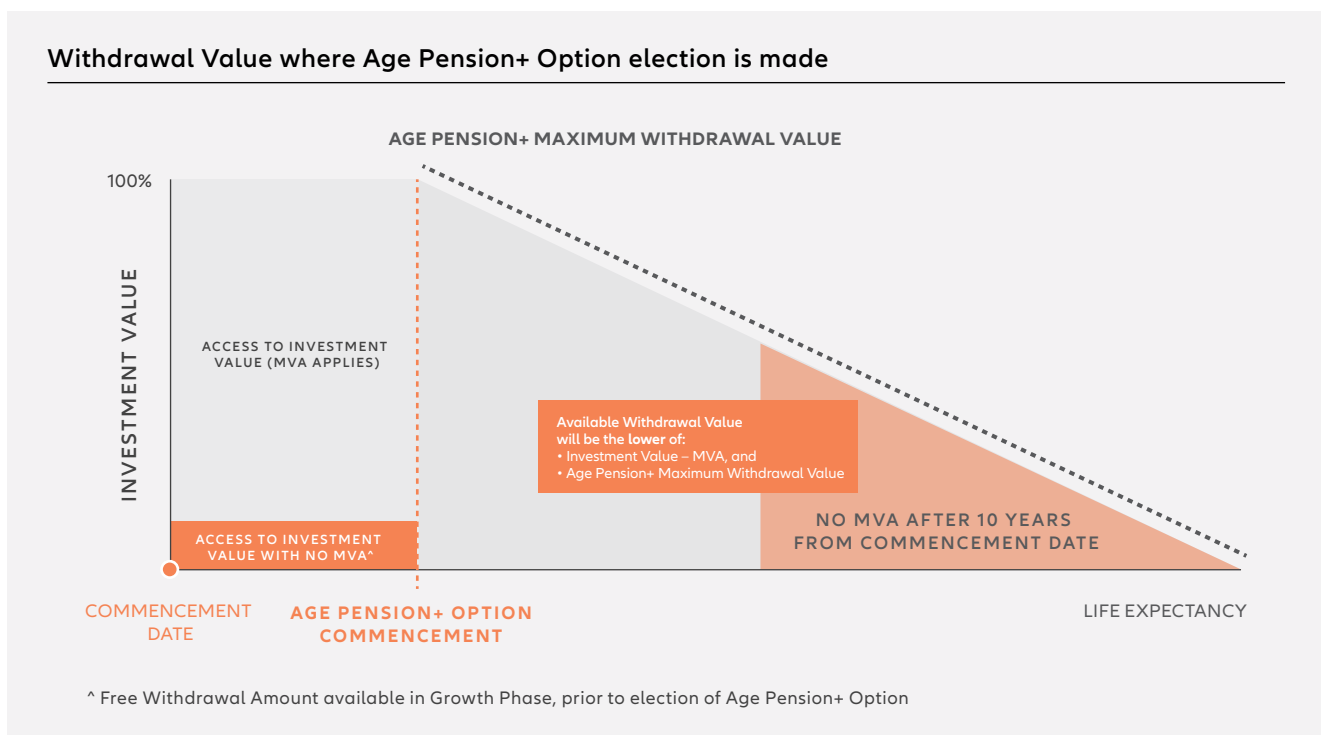 Withdrawal Value where Age Pension+ Option election is made
AGE PENSION+ MAXIMUM WITHDRAWAL VALUE
100%
INVESTMENT VALUE
ACCESS TO INVESTMENT
VALUE (MVA APPLIES)
Available Withdrawal Value
will be the lower of:
• Investment Value – MVA, and
• Age Pension+ Maximum Withdrawal Value
NO MVA AFTER 10 YEARS
FROM COMMENCEMENT DATE
ACCESS TO INVESTMENT
VALUE WITH NO MVA^
COMMENCEMENT
DATE
AGE PENSION+ OPTION
COMMENCEMENT
LIFE EXPECTANCY
^ Free Withdrawal Amount available in Growth Phase, prior to election of Age Pension+ Option